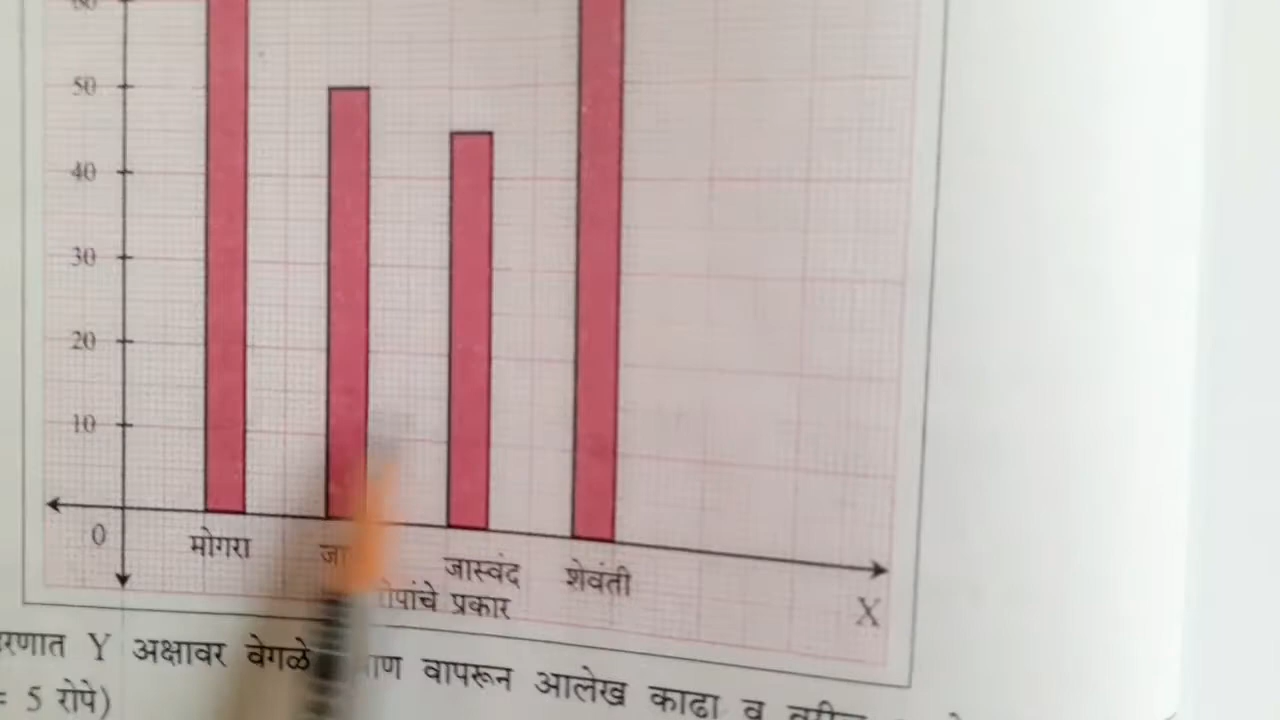 50
40
30
20
10
0
मोगरा
जास्वंद
शेवंती
प्रकार
X
Y अक्षावर वेगळे वापरून आलेख काढा व
= 5 रोपे)